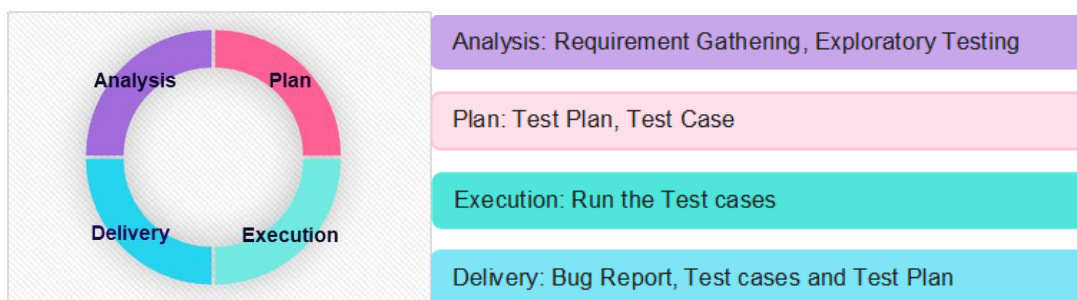 Analysis
Plan
Delivery
Execution
Analysis: Requirement Gathering, Exploratory Testing
Plan: Test Plan, Test Case
Execution: Run the Test cases
Delivery: Bug Report, Test cases and Test Plan